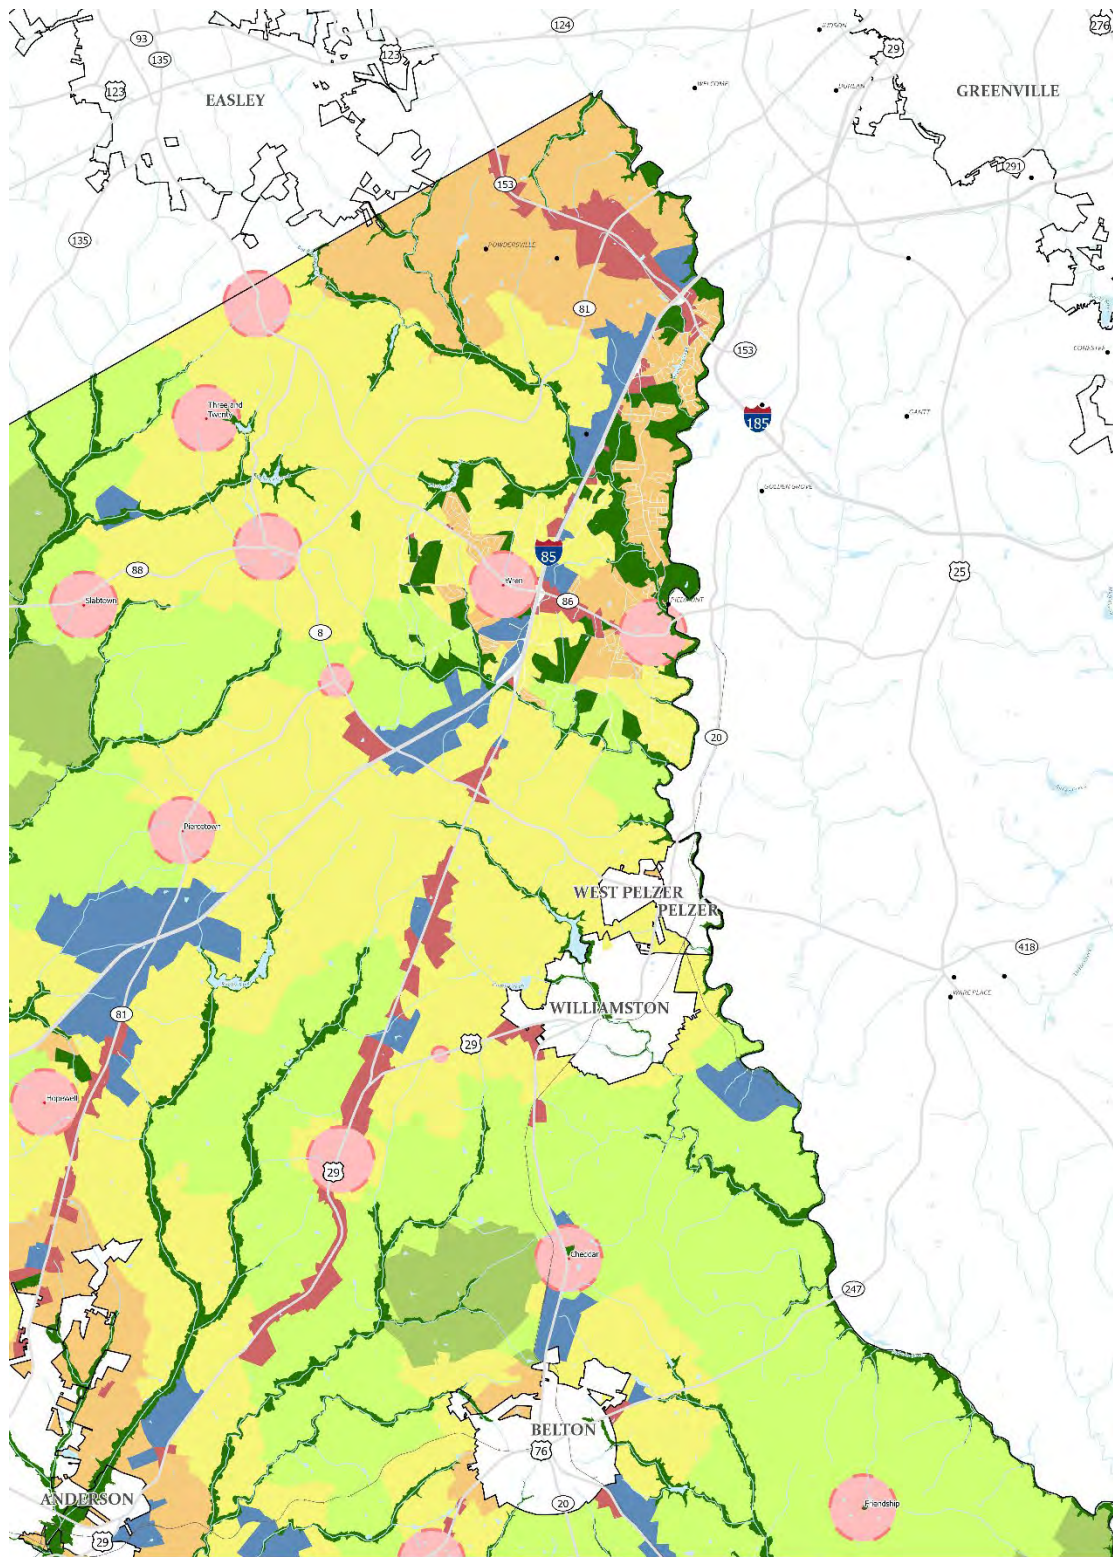 124
276
93
29
135
123
123
EASLEY
WELCOME
DURLAN
GREENVILLE
291
153
135
POWDERSVILLE
81
153
Three and
Twenty
GANTT
185
GOLDEN GROVE
85
25
88
Wren
Slabtown
86
PIEDMONT
8
20
Piercetown
WEST PELZER
PELZER
418
WARE PLACE
81
WILLIAMSTON
29
Hopewell
29
Cheddar
247
BELTON
76
ANDERSON
20
Friendship
29